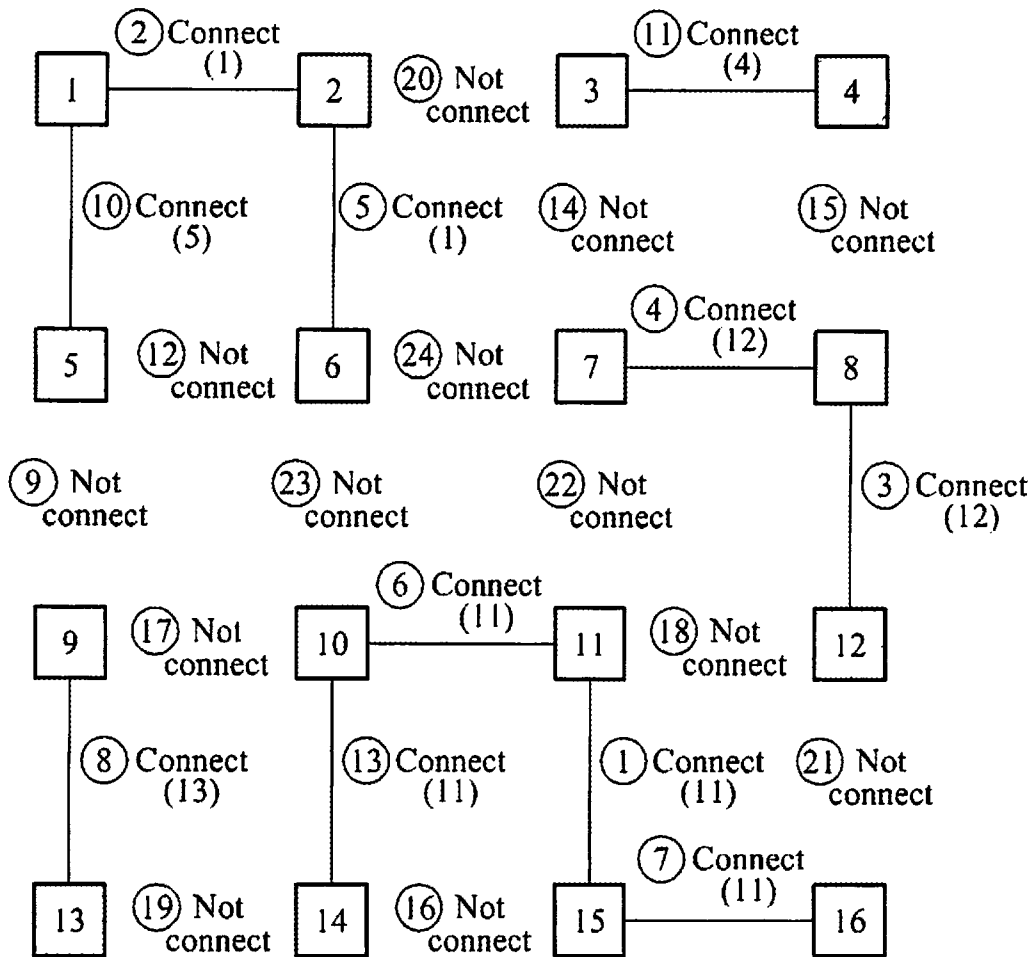 ② Connect
(1)
⑪ Connect
(4)
1
2
⑳ Not
connect
3
4
⑩ Connect
(5)
⑤ Connect
(1)
⑭ Not
connect
⑮ Not
connect
④ Connect
(12)
5
⑫ Not
connect
6
㉔ Not
connect
7
8
⑨ Not
connect
㉓ Not
connect
㉒ Not
connect
③ Connect
(12)
⑥ Connect
(11)
9
⑰ Not
connect
10
11
⑱ Not
connect
12
⑧ Connect
(13)
⑬ Connect
(11)
① Connect
(11)
㉑ Not
connect
⑦ Connect
(11)
13
⑲ Not
connect
14
⑯ Not
connect
15
16